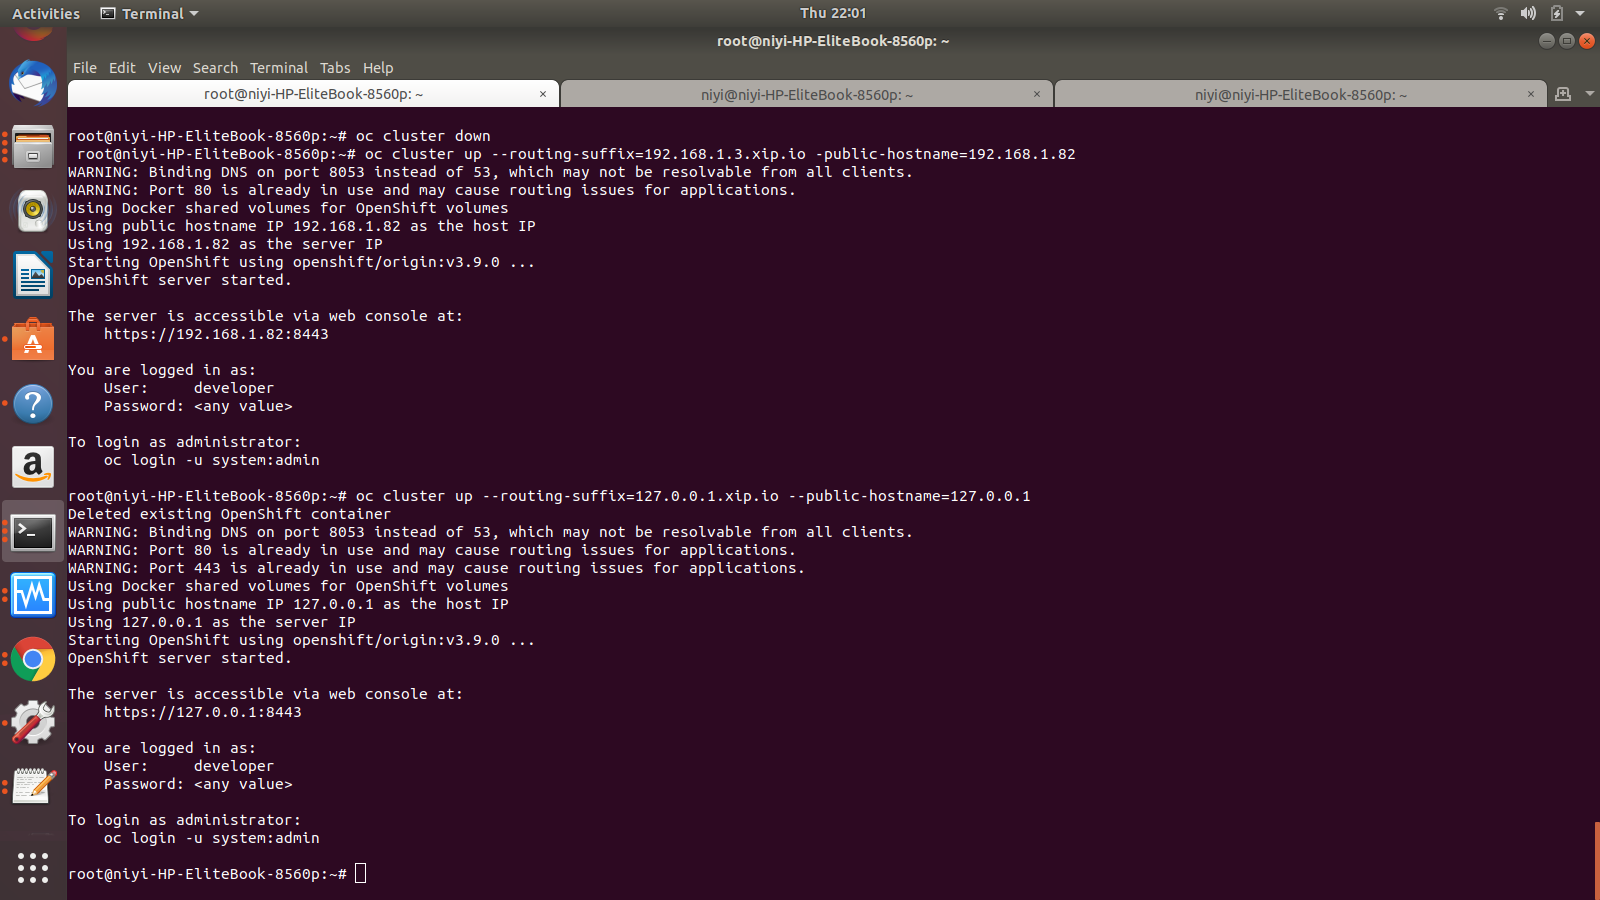 Activities Terminal Thu 22:01
root@niyi-HP-EliteBook-8560p: ~
File Edit View Search Terminal Tabs Help
root@niyi-HP-EliteBook-8560p: ~ × niyi@niyi-HP-EliteBook-8560p: ~ × niyi@niyi-HP-EliteBook-8560p: ~ ×
root@niyi-HP-EliteBook-8560p:~# oc cluster down
root@niyi-HP-EliteBook-8560p:~# oc cluster up --routing-suffix=192.168.1.3.xip.io -public-hostname=192.168.1.82
WARNING: Binding DNS on port 8053 instead of 53, which may not be resolvable from all clients.
WARNING: Port 80 is already in use and may cause routing issues for applications.
Using Docker shared volumes for OpenShift volumes
Using public hostname IP 192.168.1.82 as the host IP
Using 192.168.1.82 as the server IP
Starting OpenShift using openshift/origin:v3.9.0 ...
OpenShift server started.
The server is accessible via web console at:
https://192.168.1.82:8443
You are logged in as:
User: developer
Password: <any value>
To login as administrator:
oc login -u system:admin
root@niyi-HP-EliteBook-8560p:~# oc cluster up --routing-suffix=127.0.0.1.xip.io --public-hostname=127.0.0.1
Deleted existing OpenShift container
WARNING: Binding DNS on port 8053 instead of 53, which may not be resolvable from all clients.
WARNING: Port 80 is already in use and may cause routing issues for applications.
WARNING: Port 443 is already in use and may cause routing issues for applications.
Using Docker shared volumes for OpenShift volumes
Using public hostname IP 127.0.0.1 as the host IP
Using 127.0.0.1 as the server IP
Starting OpenShift using openshift/origin:v3.9.0 ...
OpenShift server started.
The server is accessible via web console at:
https://127.0.0.1:8443
You are logged in as:
User: developer
Password: <any value>
To login as administrator:
oc login -u system:admin
root@niyi-HP-EliteBook-8560p:~#